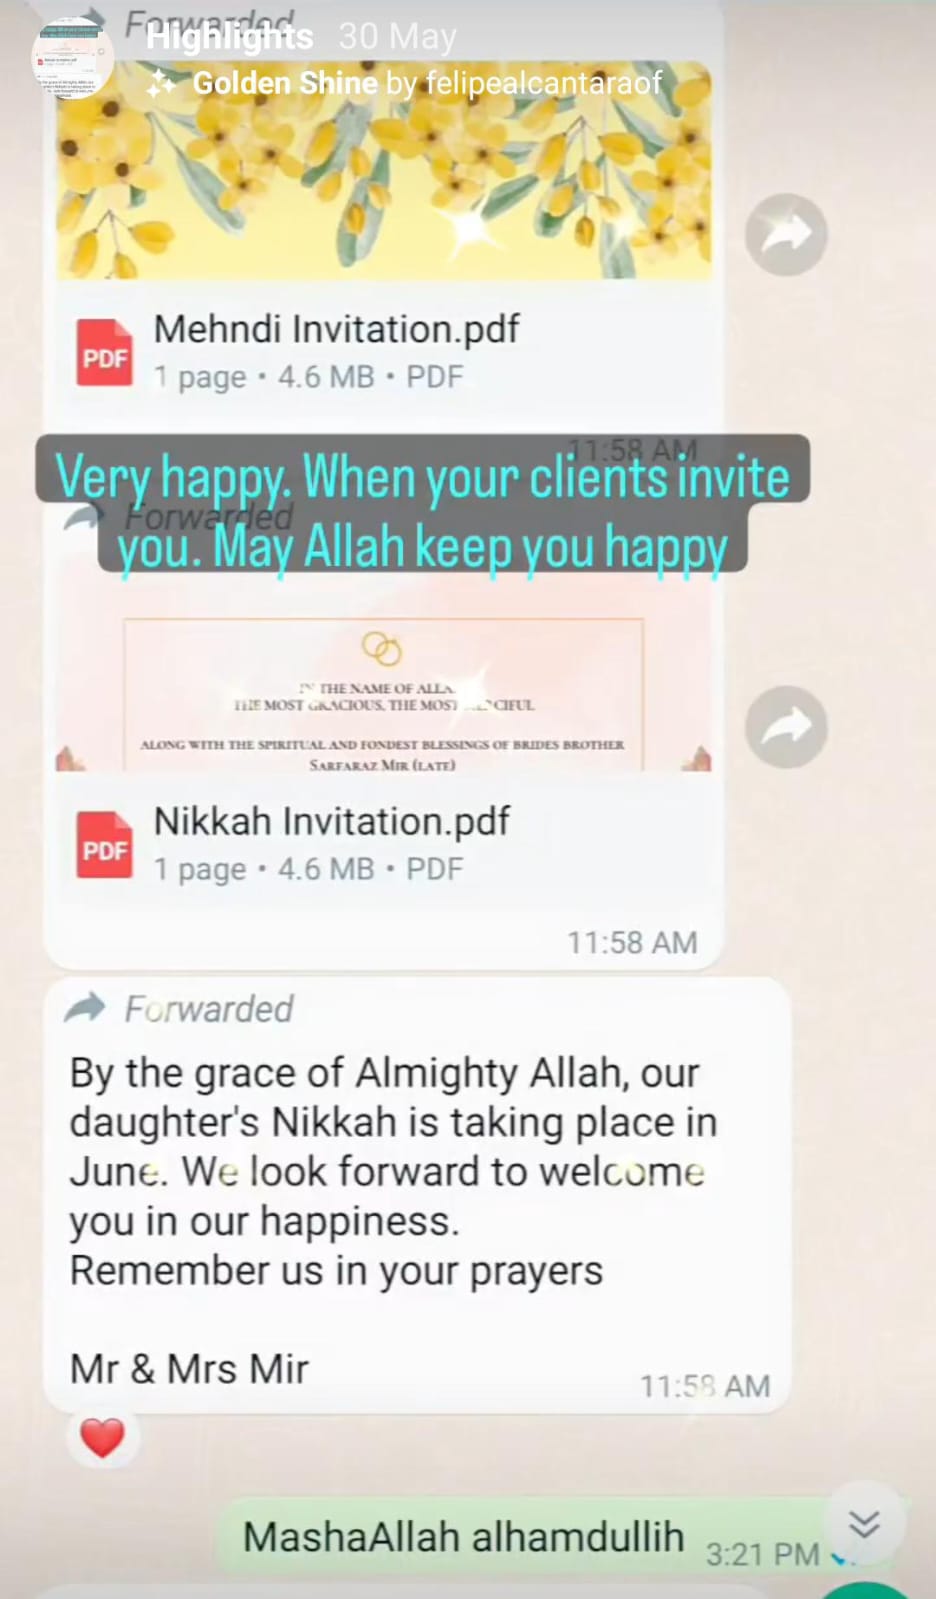 Forwarded
Highlights 30 May
Golden Shine by felipealcantaraof
Mehndi Invitation.pdf
PDF
1 page • 4.6 MB • PDF
11:58 AM
Very happy. When your clients invite
Forwarded
you. May Allah keep you happy
IN THE NAME OF ALLA
THE MOST GRACIOUS, THE MOST MERCIFUL
ALONG WITH THE SPIRITUAL AND FONDEST BLESSINGS OF BRIDES BROTHER
SARFARAZ MIR (LATE)
Nikkah Invitation.pdf
PDF
1 page • 4.6 MB • PDF
11:58 AM
Forwarded
By the grace of Almighty Allah, our
daughter's Nikkah is taking place in
June. We look forward to welcome
you in our happiness.
Remember us in your prayers
Mr & Mrs Mir
11:58 AM
MashaAllah alhamdullih
3:21 PM